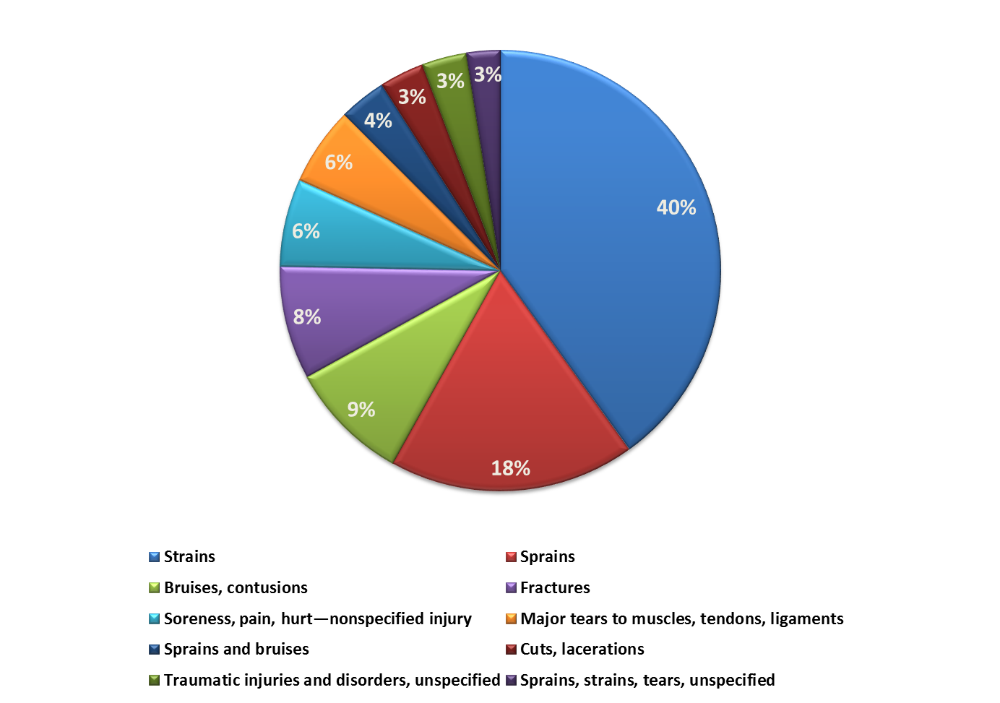 3%
3%
3%
4%
6%
40%
6%
8%
9%
18%
Strains
Sprains
Bruises, contusions
Fractures
Soreness, pain, hurt—nonspecified injury
Major tears to muscles, tendons, ligaments
Sprains and bruises
Cuts, lacerations
Traumatic injuries and disorders, unspecified
Sprains, strains, tears, unspecified